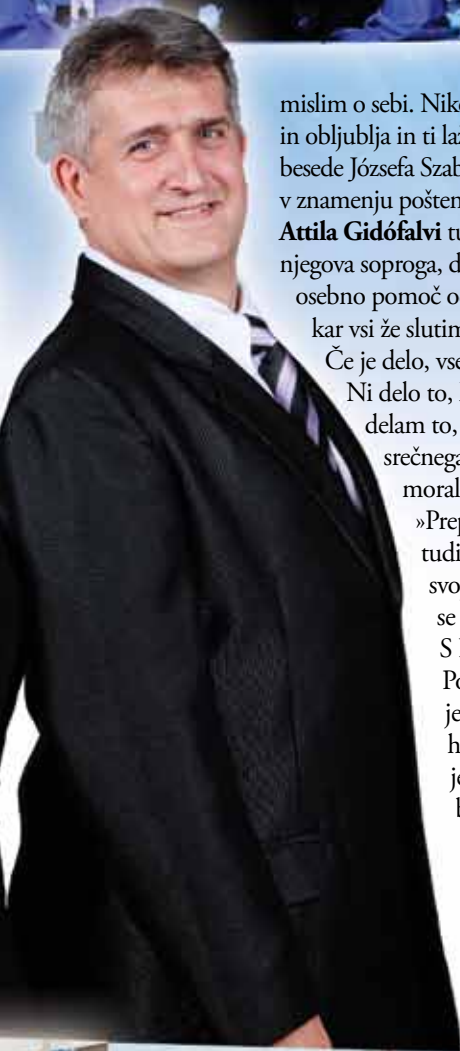 mislim o sebi. Nik
in obljublja in ti la
besede Józsefa Szab
v znamenju pošten
Attila Gidófalvi tu
njegova soproga, d
osebno pomoč o
kar vsi že slutim
Če je delo, vse
Ni delo to,
delam to,
srečnega
moral
»Prep
tudi
svo
se
S
Po
je
h
je